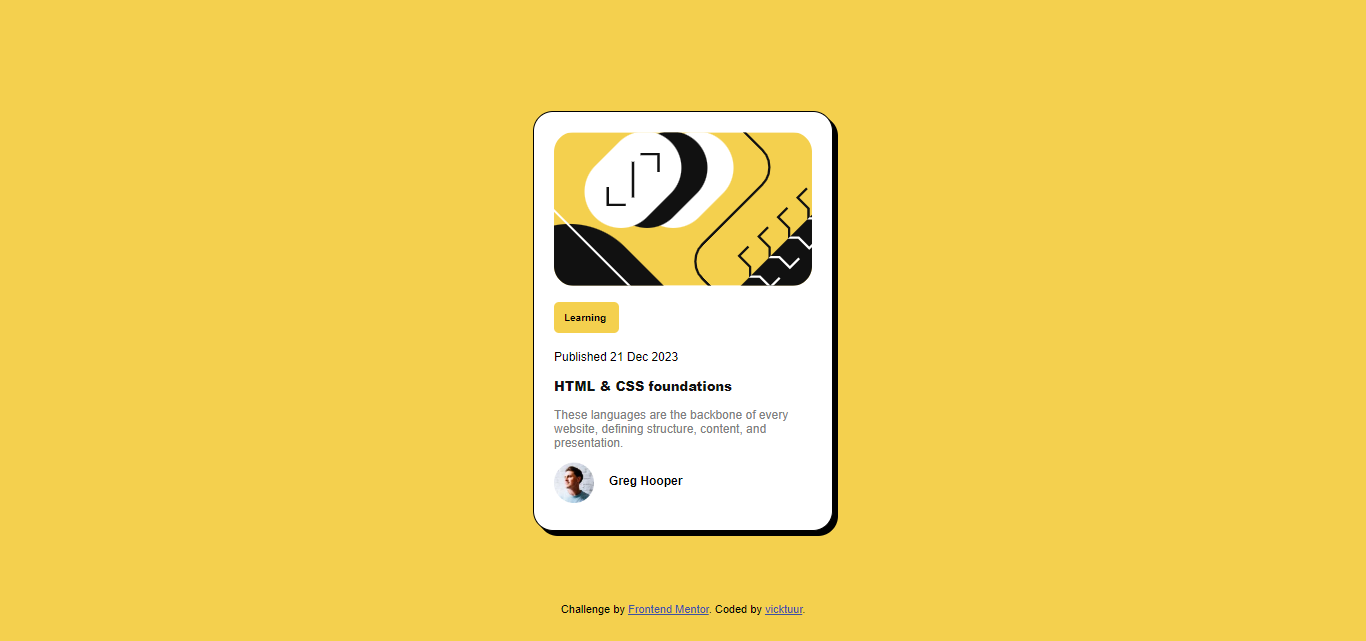 Learning
Published 21 Dec 2023
HTML & CSS foundations
These languages are the backbone of every
website, defining structure, content, and
presentation.
Greg Hooper
Challenge by Frontend Mentor. Coded by vicktuur.